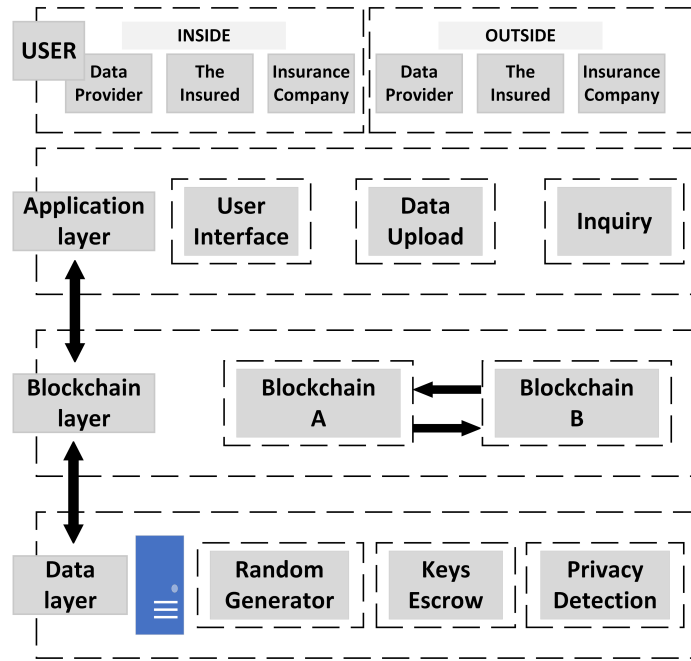 USER
INSIDE
OUTSIDE
Data
Provider
The
Insured
Insurance
Company
Data
Provider
The
Insured
Insurance
Company
Application
layer
User
Interface
Data
Upload
Inquiry
Blockchain
layer
Blockchain
A
Blockchain
B
Data
layer
Random
Generator
Keys
Escrow
Privacy
Detection